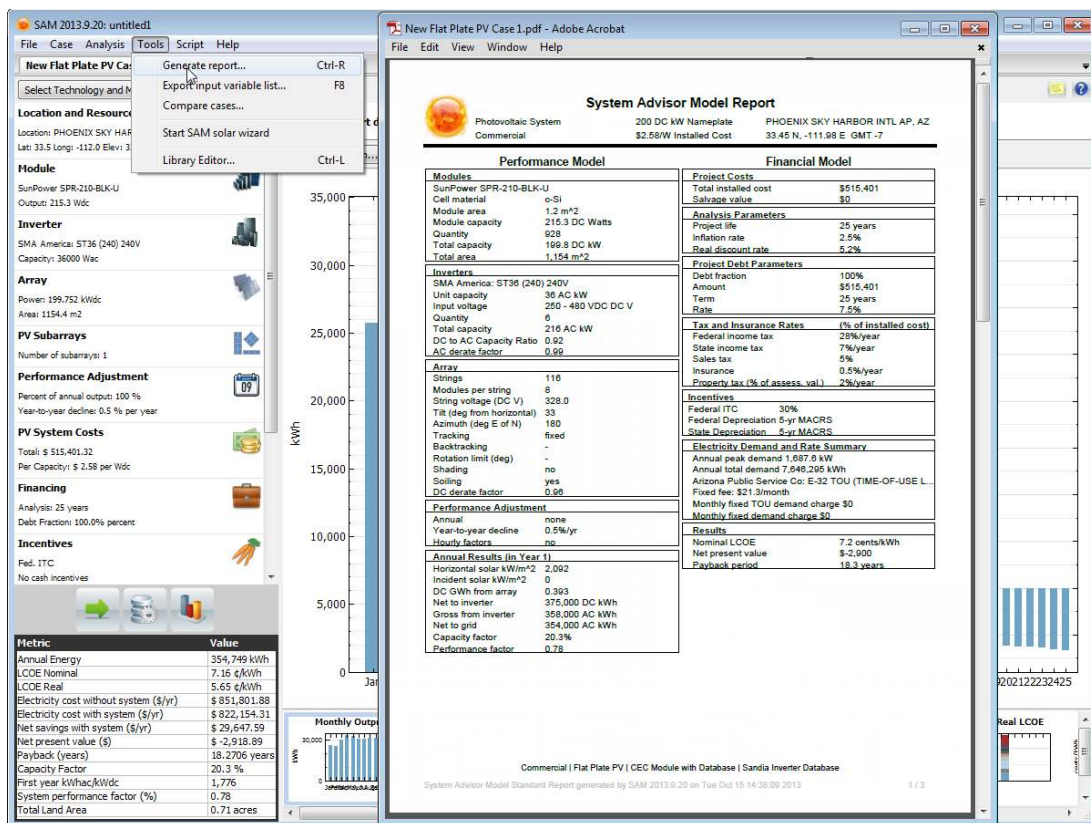 SAM 2013.9.20: untitled1
File Case Analysis Tools Script Help
New Flat Plate PV Cas
Select Technology and M
Generate report... Ctrl-R
Export input variable list... F8
Compare cases...
Start SAM solar wizard
Library Editor... Ctrl-L
Location and Resource
Location: PHOENIX SKY HAR
Lat: 33.5 Long: -112.0 Elev: 3
Module
SunPower SPR-210-BLK-U
Output: 215.3 Wdc
Inverter
SMA America: ST36 (240) 240V
Capacity: 36000 Wac
Array
Power: 199.752 kWdc
Area: 1154.4 m2
PV Subarrays
Number of subarrays: 1
Performance Adjustment
Percent of annual output: 100 %
Year-to-year decline: 0.5 % per year
09
PV System Costs
Total: $ 515,401.32
Per Capacity: $ 2.58 per Wdc
Financing
Analysis: 25 years
Debt Fraction: 100.0% percent
Incentives
Fed. ITC
No cash incentives
Metric Value
Annual Energy 354,749 kWh
LCOE Nominal 7.16 ¢/kWh
LCOE Real 5.65 ¢/kWh
Electricity cost without system ($/yr) $ 851,801.88
Electricity cost with system ($/yr) $ 822,154.31
Net savings with system ($/yr) $ 29,647.59
Net present value ($) $ -2,918.89
Payback (years) 18.2706 years
Capacity Factor 20.3 %
First year kWhac/kWdc 1,776
System performance factor (%) 0.78
Total Land Area 0.71 acres
kWh
35,000
30,000
25,000
20,000
15,000
10,000
5,000
0
Monthly Outp
kWh
30,000
0
New Flat Plate PV Case 1.pdf - Adobe Acrobat
File Edit View Window Help
System Advisor Model Report
Photovoltaic System 200 DC kW Nameplate PHOENIX SKY HARBOR INTL AP, AZ
Commercial $2.58/W Installed Cost 33.45 N, -111.98 E GMT -7
Performance Model
Modules
SunPower SPR-210-BLK-U
Cell material c-Si
Module area 1.2 m^2
Module capacity 215.3 DC Watts
Quantity 928
Total capacity 199.8 DC kW
Total area 1,154 m^2
Inverters
SMA America: ST36 (240) 240V
Unit capacity 36 AC kW
Input voltage 250 - 480 VDC DC V
Quantity 6
Total capacity 216 AC kW
DC to AC Capacity Ratio 0.92
AC derate factor 0.99
Array
Strings 116
Modules per string 8
String voltage (DC V) 328.0
Tilt (deg from horizontal) 33
Azimuth (deg E of N) 180
Tracking fixed
Backtracking -
Rotation limit (deg) -
Shading no
Soiling yes
DC derate factor 0.96
Performance Adjustment
Annual none
Year-to-year decline 0.5%/yr
Hourly factors no
Annual Results (in Year 1)
Horizontal solar kW/m^2 2,092
Incident solar kW/m^2 0
DC GWh from array 0.393
Net to inverter 375,000 DC kWh
Gross from inverter 358,000 AC kWh
Net to grid 354,000 AC kWh
Capacity factor 20.3%
Performance factor 0.78
Financial Model
Project Costs
Total installed cost $515,401
Salvage value $0
Analysis Parameters
Project life 25 years
Inflation rate 2.5%
Real discount rate 5.2%
Project Debt Parameters
Debt fraction 100%
Amount $515,401
Term 25 years
Rate 7.5%
Tax and Insurance Rates (% of installed cost)
Federal income tax 28%/year
State income tax 7%/year
Sales tax 5%
Insurance 0.5%/year
Property tax (% of assess. val.) 2%/year
Incentives
Federal ITC 30%
Federal Depreciation 5-yr MACRS
State Depreciation 5-yr MACRS
Electricity Demand and Rate Summary
Annual peak demand 1,687.6 kW
Annual total demand 7,646,295 kWh
Arizona Public Service Co: E-32 TOU (TIME-OF-USE L...
Fixed fee: $21.3/month
Monthly fixed TOU demand charge $0
Monthly fixed demand charge $0
Results
Nominal LCOE 7.2 cents/kWh
Net present value $-2,900
Payback period 18.3 years
Commercial | Flat Plate PV | CEC Module with Database | Sandia Inverter Database
System Advisor Model Standard Report generated by SAM 2013.9.20 on Tue Oct 15 14:38:09 2013 1 / 3
9202122232425
Real LCOE